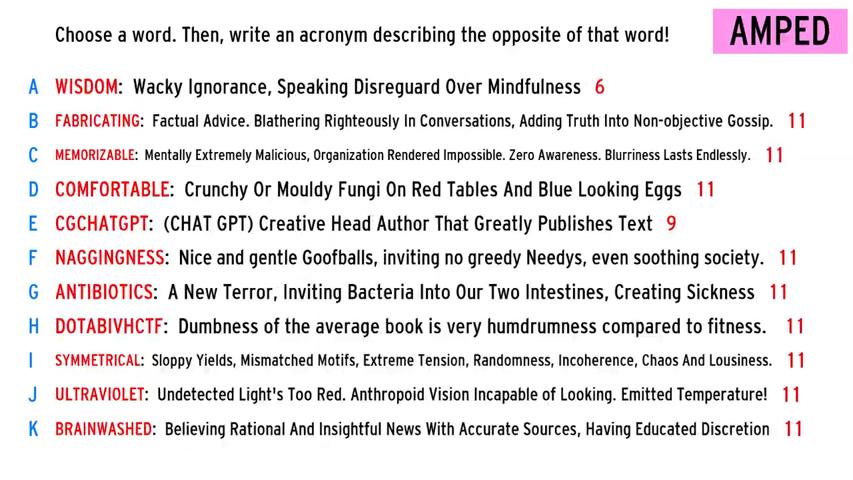 Choose a word. Then, write an acronym describing the opposite of that word!
AMPED
A WISDOM: Wacky Ignorance, Speaking Disreguard Over Mindfulness 6
B FABRICATING: Factual Advice. Blathering Righteously In Conversations, Adding Truth Into Non-objective Gossip. 11
C MEMORIZABLE: Mentally Extremely Malicious, Organization Rendered Impossible. Zero Awareness. Blurriness Lasts Endlessly. 11
D COMFORTABLE: Crunchy Or Mouldy Fungi On Red Tables And Blue Looking Eggs 11
E CGCHATGPT: (CHAT GPT) Creative Head Author That Greatly Publishes Text 9
F NAGGINGNESS: Nice and gentle Goofballs, inviting no greedy Needys, even soothing society. 11
G ANTIBIOTICS: A New Terror, Inviting Bacteria Into Our Two Intestines, Creating Sickness 11
H DOTABIVHCTF: Dumbness of the average book is very humdrumness compared to fitness. 11
I SYMMETRICAL: Sloppy Yields, Mismatched Motifs, Extreme Tension, Randomness, Incoherence, Chaos And Lousiness. 11
J ULTRAVIOLET: Undetected Light's Too Red. Anthropoid Vision Incapable of Looking. Emitted Temperature! 11
K BRAINWASHED: Believing Rational And Insightful News With Accurate Sources, Having Educated Discretion 11